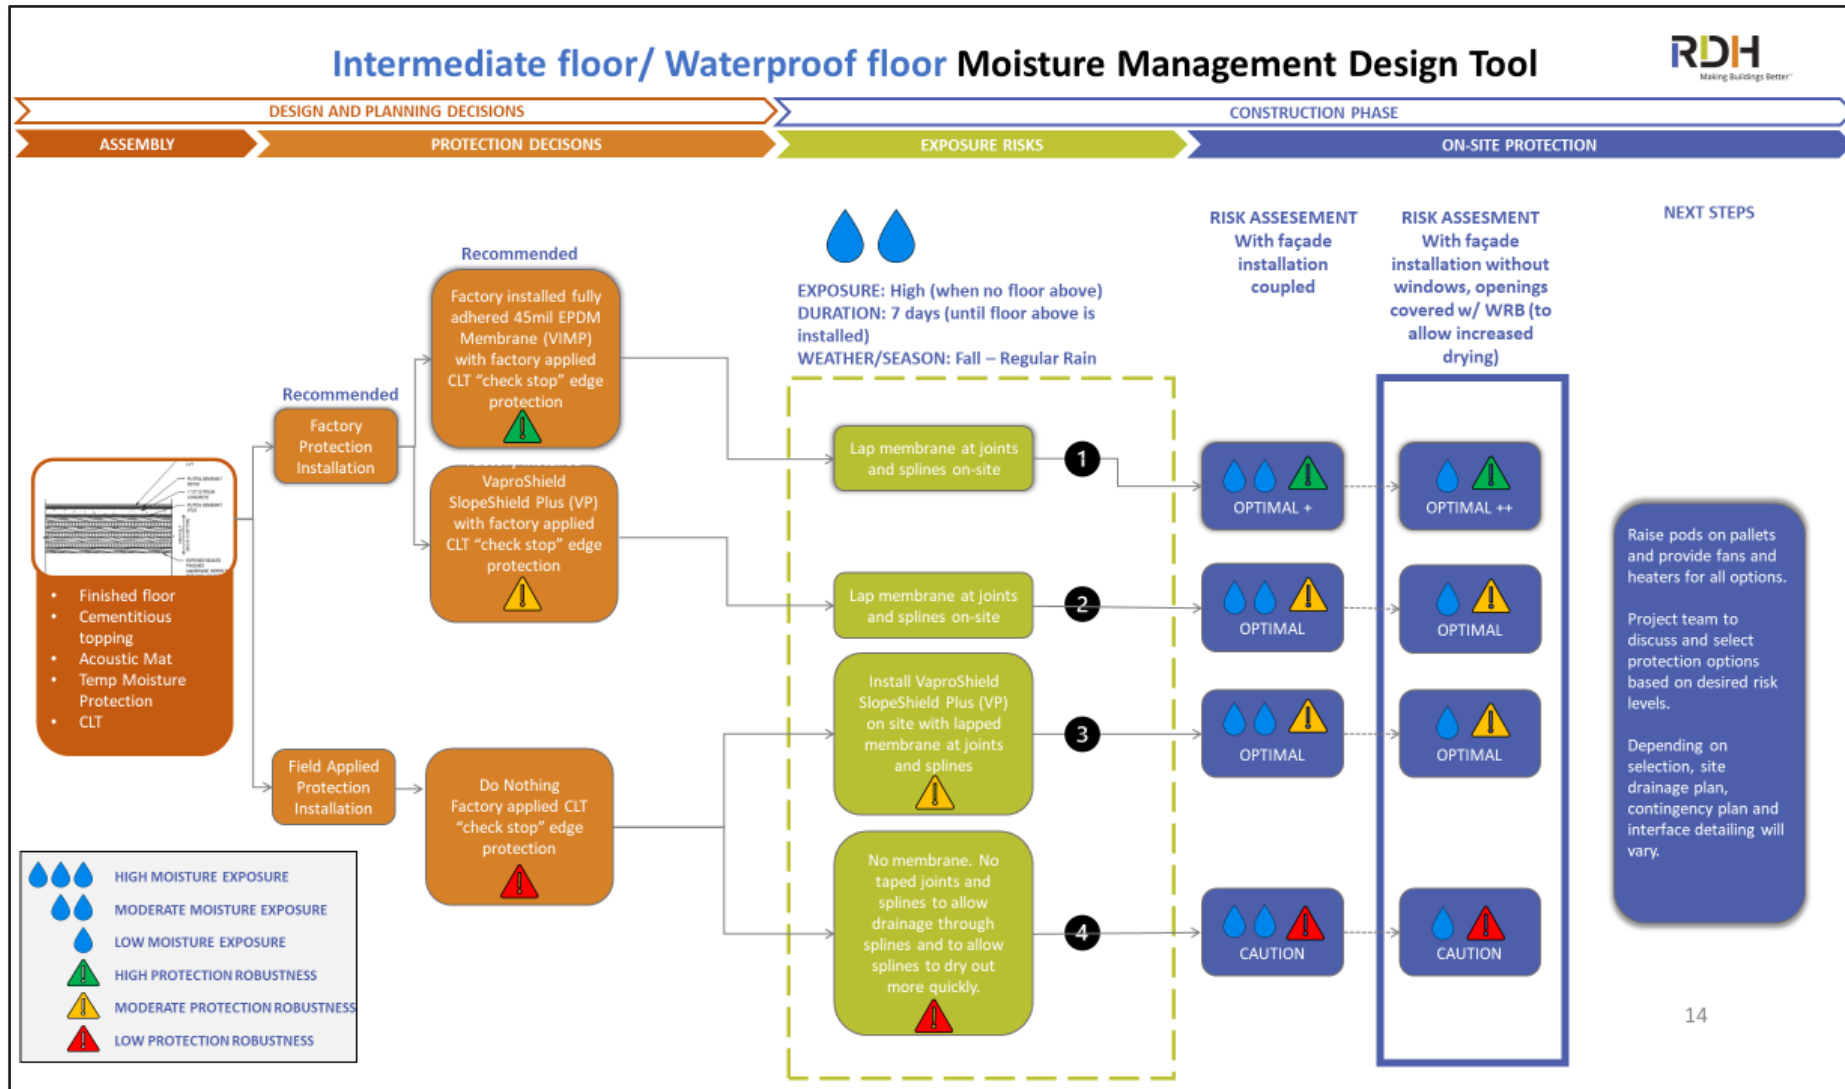 Intermediate floor/ Waterproof floor Moisture Management Design Tool
RDH
Making Buildings Better™
DESIGN AND PLANNING DECISIONS
CONSTRUCTION PHASE
ASSEMBLY
PROTECTION DECISONS
EXPOSURE RISKS
ON-SITE PROTECTION
Finished floor
Cementitious
topping
Acoustic Mat
Temp Moisture
Protection
CLT
Recommended
Factory
Protection
Installation
Field Applied
Protection
Installation
Recommended
Factory installed fully
adhered 45mil EPDM
Membrane (VIMP)
with factory applied
CLT “check stop” edge
protection
VaproShield
SlopeShield Plus (VP)
with factory applied
CLT “check stop” edge
protection
Do Nothing
Factory applied CLT
“check stop” edge
protection
EXPOSURE: High (when no floor above)
DURATION: 7 days (until floor above is
installed)
WEATHER/SEASON: Fall – Regular Rain
Lap membrane at joints
and splines on-site
1
Lap membrane at joints
and splines on-site
2
Install VaproShield
SlopeShield Plus (VP)
on site with lapped
membrane at joints
and splines
3
No membrane. No
taped joints and
splines to allow
drainage through
splines and to allow
splines to dry out
more quickly.
4
RISK ASSESEMENT
With façade
installation
coupled
OPTIMAL +
OPTIMAL
OPTIMAL
CAUTION
RISK ASSESMENT
With façade
installation without
windows, openings
covered w/ WRB (to
allow increased
drying)
OPTIMAL ++
OPTIMAL
OPTIMAL
CAUTION
NEXT STEPS
Raise pods on pallets
and provide fans and
heaters for all options.
Project team to
discuss and select
protection options
based on desired risk
levels.
Depending on
selection, site
drainage plan,
contingency plan and
interface detailing will
vary.
HIGH MOISTURE EXPOSURE
MODERATE MOISTURE EXPOSURE
LOW MOISTURE EXPOSURE
HIGH PROTECTION ROBUSTNESS
MODERATE PROTECTION ROBUSTNESS
LOW PROTECTION ROBUSTNESS
14